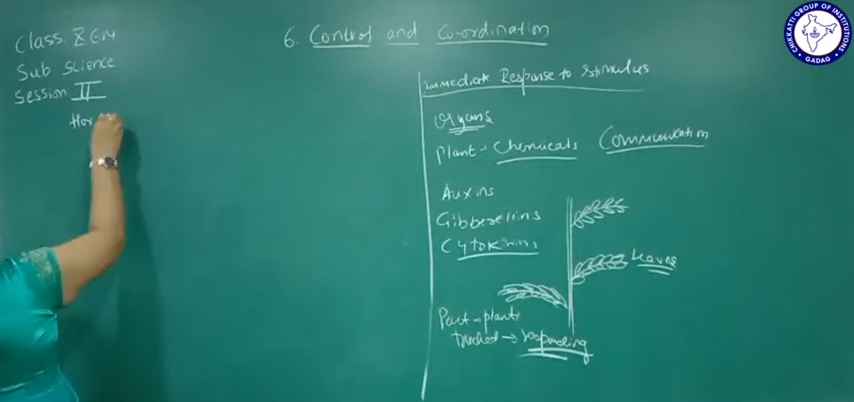 Class. X EM
Sub Science
Session II
Hor
6. Control and Co-ordination
Immediate Response to Stimulus
Organs
Plant - Chemicals Communication
Auxins
Gibberellins
Cytokinins
Leaves
Part - plant
touched → responding
CHIKKATTI GROUP OF INSTITUTIONS
GADAG